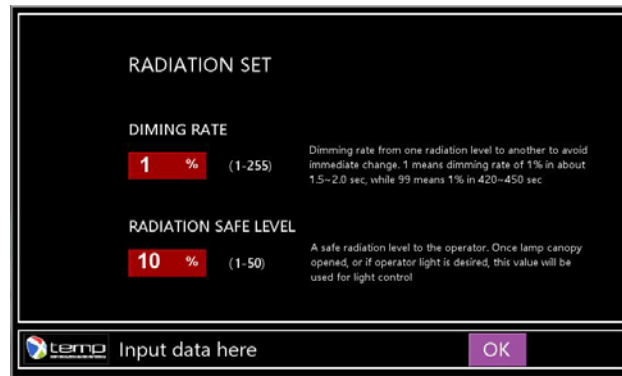 RADIATION SET
DIMING RATE
1 % (1-255)
Dimming rate from one radiation level to another to avoid
immediate change. 1 means dimming rate of 1% in about
1.5~2.0 sec, while 99 means 1% in 420~450 sec
RADIATION SAFE LEVEL
10 % (1-50)
A safe radiation level to the operator. Once lamp canopy
opened, or if operator light is desired, this value will be
used for light control
temp Input data here OK